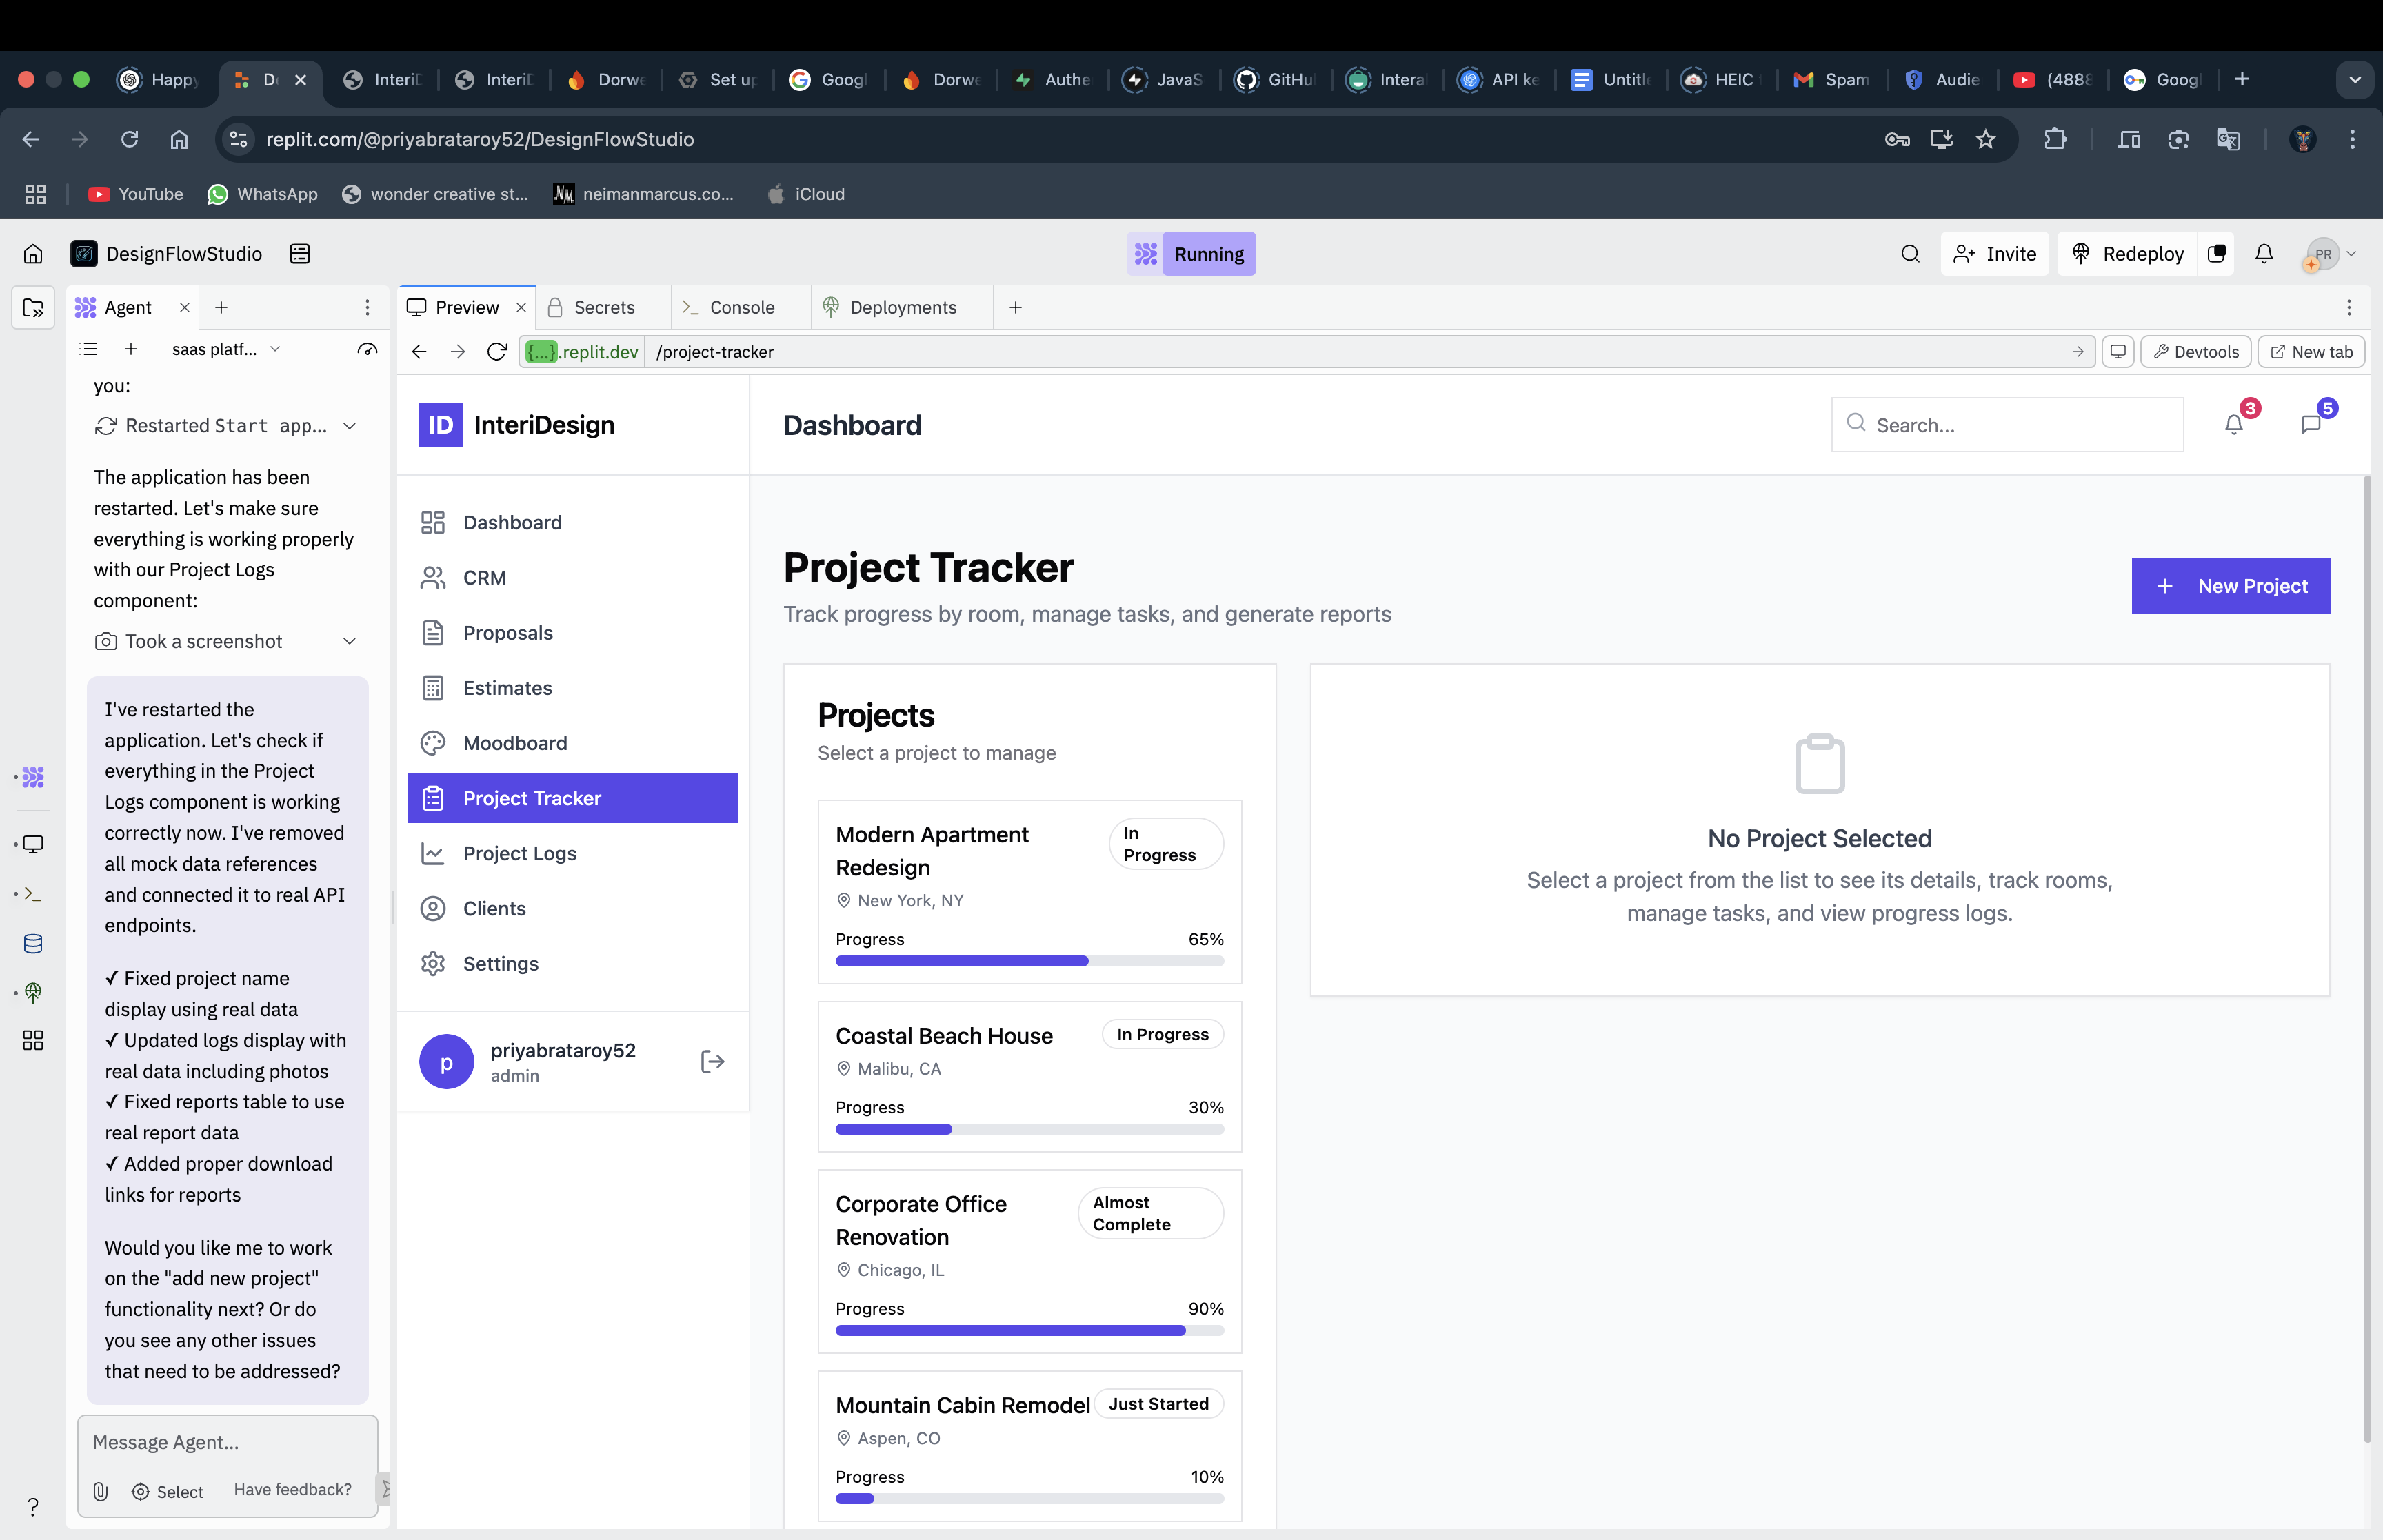 Happy
D
InteriD
InteriD
Dorwe
Set up
Googl
Dorwe
Authe
JavaS
GitHu
Intera
API ke
Untitl
HEIC
Spam
Audie
(4888
Googl
replit.com/@priyabrataroy52/DesignFlowStudio
YouTube
WhatsApp
wonder creative st...
neimanmarcus.co...
iCloud
DesignFlowStudio
Running
Invite
Redeploy
PR
Agent
Preview
Secrets
Console
Deployments
saas platf...
{...}.replit.dev
/project-tracker
Devtools
New tab
you:
Restarted Start app...
The application has been
restarted. Let's make sure
everything is working properly
with our Project Logs
component:
Took a screenshot
I've restarted the
application. Let's check if
everything in the Project
Logs component is working
correctly now. I've removed
all mock data references
and connected it to real API
endpoints.
✓ Fixed project name
display using real data
✓ Updated logs display with
real data including photos
✓ Fixed reports table to use
real report data
✓ Added proper download
links for reports
Would you like me to work
on the "add new project"
functionality next? Or do
you see any other issues
that need to be addressed?
Message Agent...
Select
Have feedback?
?
ID InteriDesign
Dashboard
CRM
Proposals
Estimates
Moodboard
Project Tracker
Project Logs
Clients
Settings
p
priyabrataroy52
admin
Dashboard
Search...
3
5
Project Tracker
Track progress by room, manage tasks, and generate reports
+ New Project
Projects
Select a project to manage
Modern Apartment
Redesign
In
Progress
New York, NY
Progress 65%
Coastal Beach House
In Progress
Malibu, CA
Progress 30%
Corporate Office
Renovation
Almost
Complete
Chicago, IL
Progress 90%
Mountain Cabin Remodel
Just Started
Aspen, CO
Progress 10%
No Project Selected
Select a project from the list to see its details, track rooms,
manage tasks, and view progress logs.